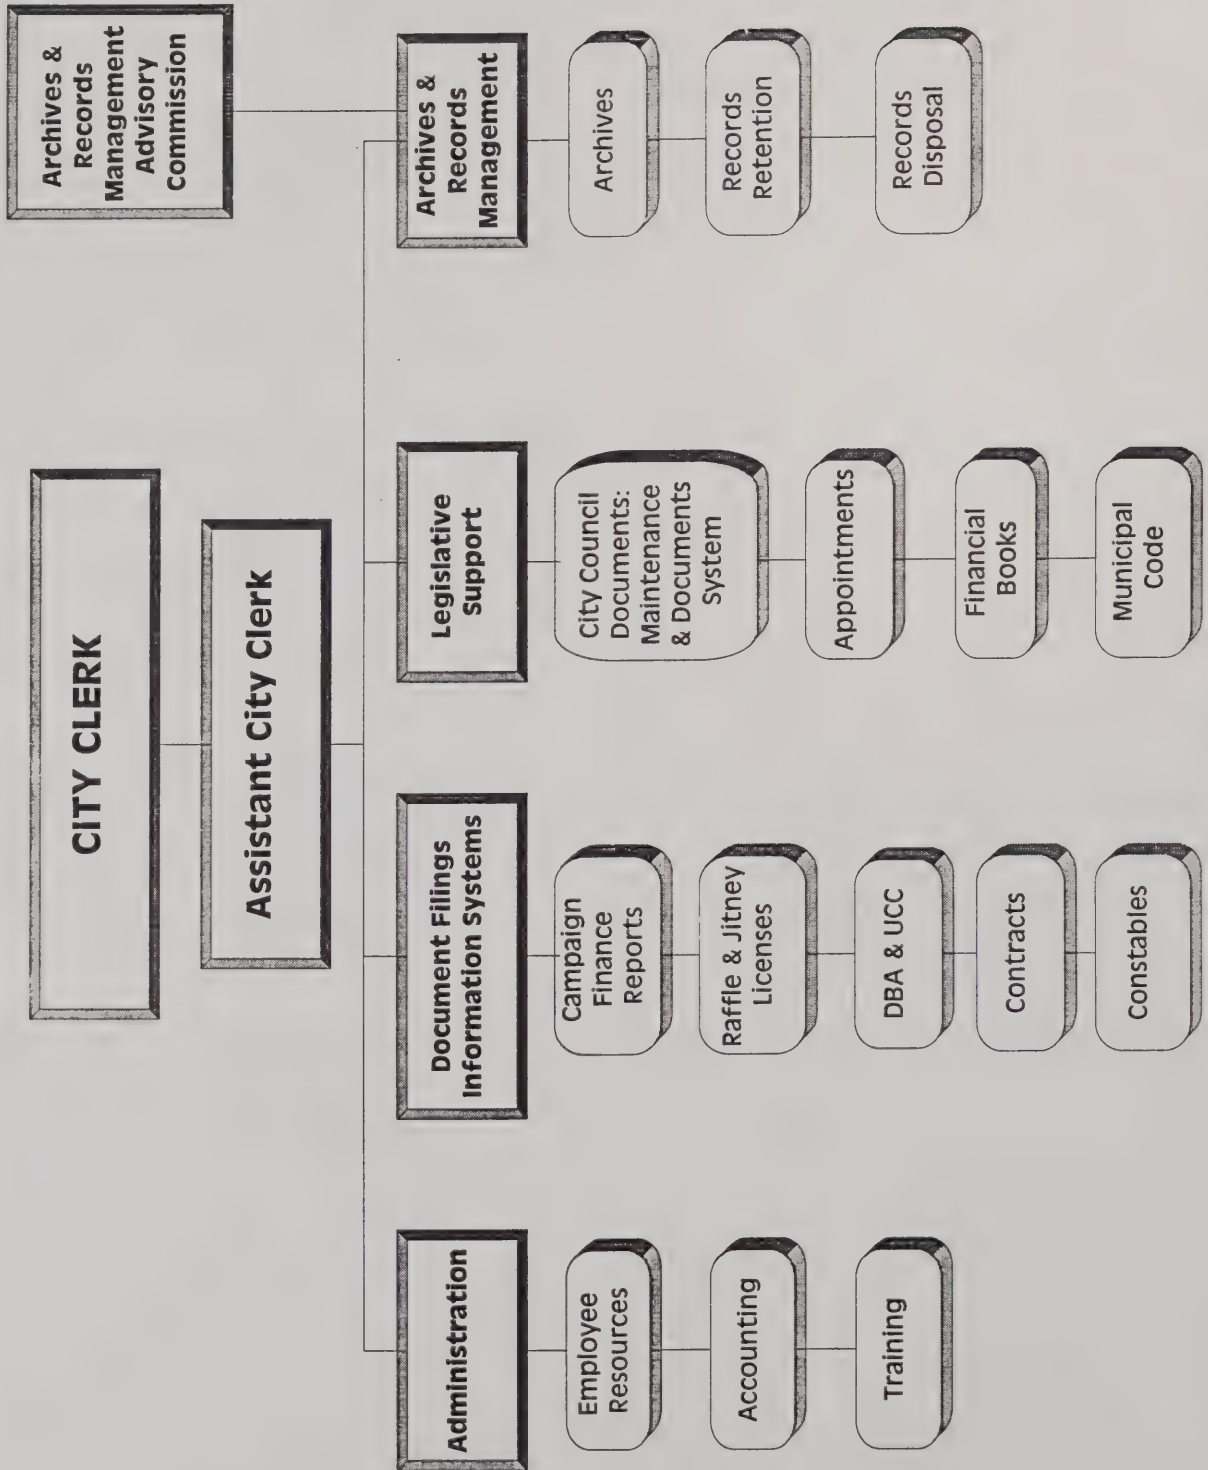 CITY CLERK
Assistant City Clerk
Archives &
Records
Management
Advisory
Commission
Administration
Employee
Resources
Accounting
Training
Document Filings
Information Systems
Campaign
Finance
Reports
Raffle & Jitney
Licenses
DBA & UCC
Contracts
Constables
Legislative
Support
City Council
Documents:
Maintenance
& Documents
System
Appointments
Financial
Books
Municipal
Code
Archives &
Records
Management
Archives
Records
Retention
Records
Disposal